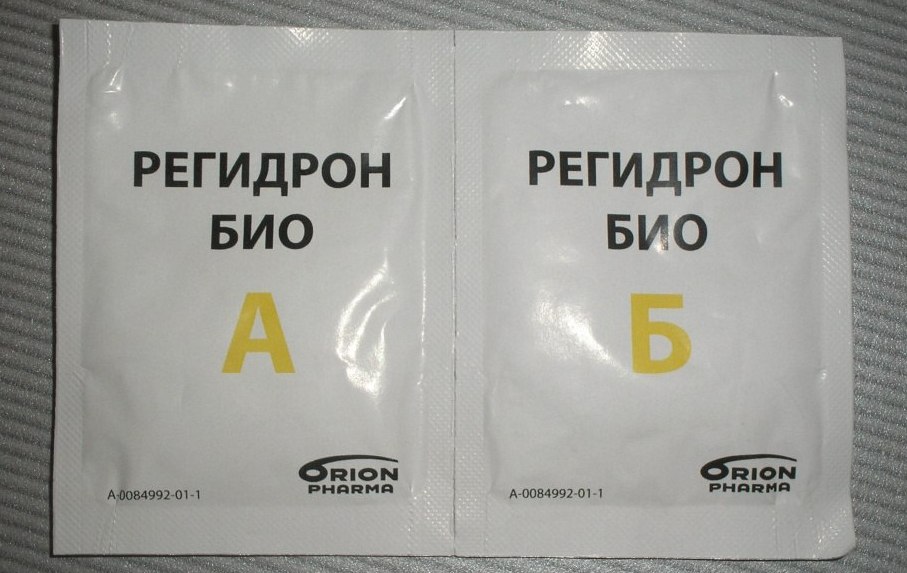 РЕГИДРОН
БИО
А
A-0084992-01-1
ORION
PHARMA
РЕГИДРОН
БИО
Б
A-0084992-01-1
ORION
PHARMA